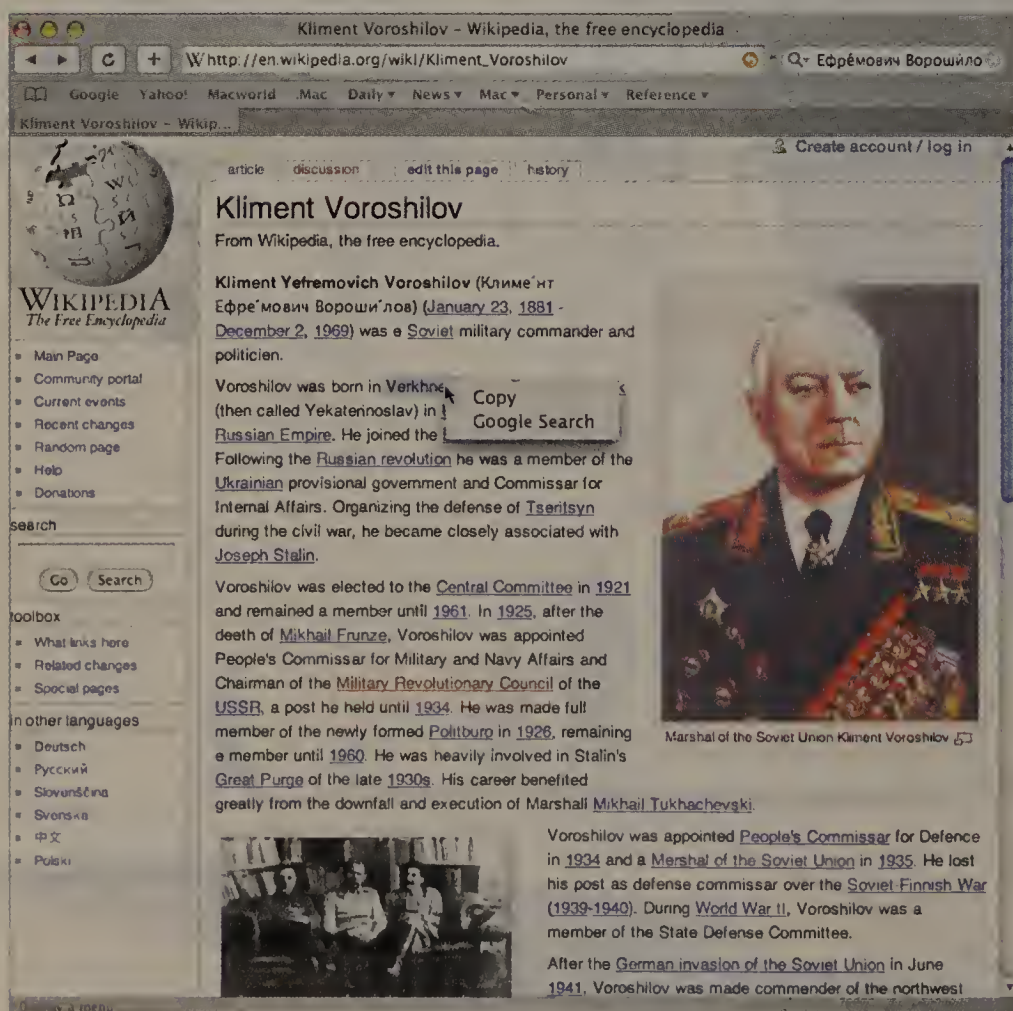 Kliment Voroshilov – Wikipedia, the free encyclopedia
W http://en.wikipedia.org/wiki/Kliment_Voroshilov
Q Ефре́мович Вороши́ло
Google Yahoo! Macworld .Mac Daily News Mac Personal Reference
Kliment Voroshilov – Wikip...
Create account / log in
article discussion edit this page history
Kliment Voroshilov
From Wikipedia, the free encyclopedia.
Kliment Yefremovich Voroshilov (Климе´нт
Ефре´мович Вороши´лов) (January 23, 1881 -
December 2, 1969) was e Soviet military commander and
politicien.
Voroshilov was born in Verkhne
(then called Yekaterinoslav) in
Russian Empire. He joined the
Copy
Google Search
Following the Russian revolution he was a member of the
Ukrainian provisional government and Commissar for
Internal Affairs. Organizing the defense of Tseritsyn
during the civil war, he became closely associated with
Joseph Stalin.
Voroshilov was elected to the Central Committee in 1921
and remained a member until 1961. In 1925, after the
deeth of Mikhail Frunze, Voroshilov was appointed
People's Commissar for Military and Navy Affairs and
Chairman of the Military Revolutionary Council of the
USSR, a post he held until 1934. He was made full
member of the newly formed Politburo in 1926, remaining
e member until 1960. He was heavily involved in Stalin's
Great Purge of the late 1930s. His career benefited
greatly from the downfall and execution of Marshall Mikhail Tukhachevski.
Marshal of the Soviet Union Kliment Voroshilov
Voroshilov was appointed People's Commissar for Defence
in 1934 and a Mershal of the Soviet Union in 1935. He lost
his post as defense commissar over the Soviet-Finnish War
(1939-1940). During World War II, Voroshilov was a
member of the State Defense Committee.
After the German invasion of the Soviet Union in June
1941, Voroshilov was made commender of the northwest
WIKIPEDIA
The Free Encyclopedia
Main Page
Community portal
Current events
Recent changes
Random page
Help
Donations
search
Go Search
toolbox
What links here
Related changes
Special pages
in other languages
Deutsch
Русский
Slovenščina
Svenska
中文
Polski